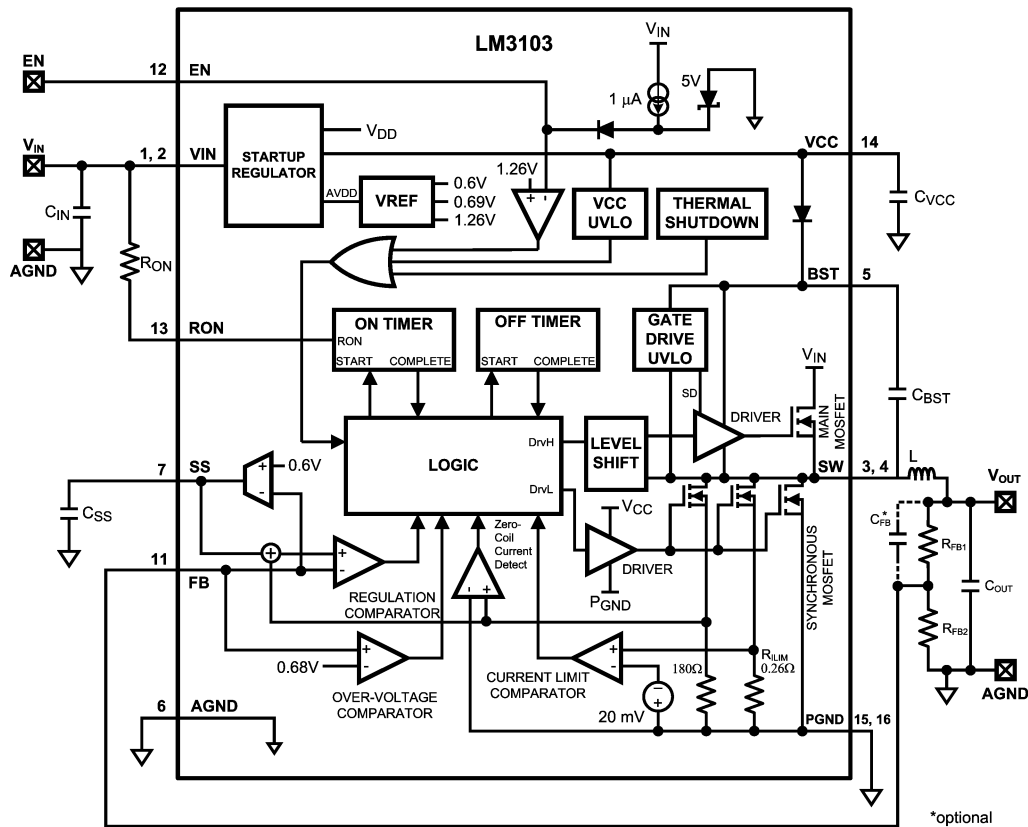 LM3103
EN
12
EN
VIN
1, 2
VIN
CIN
AGND
RON
13
RON
STARTUP
REGULATOR
VDD
AVDD
VREF
0.6V
0.69V
1.26V
VIN
1 µA
5V
1.26V
+ -
VCC
UVLO
THERMAL
SHUTDOWN
VCC
14
CVCC
BST
5
CBST
ON TIMER
RON
START
COMPLETE
OFF TIMER
START
COMPLETE
GATE
DRIVE
UVLO
SD
DRIVER
VIN
MAIN
MOSFET
LOGIC
DrvH
DrvL
LEVEL
SHIFT
SW
3, 4
L
VOUT
7
SS
CSS
+
-
0.6V
+
11
FB
+
-
REGULATION
COMPARATOR
Zero-
Coil
Current
Detect
- +
VCC
DRIVER
PGND
SYNCHRONOUS
MOSFET
CFB*
RFB1
RFB2
COUT
AGND
+
-
0.68V
OVER-VOLTAGE
COMPARATOR
+
-
CURRENT LIMIT
COMPARATOR
-
+
20 mV
180Ω
RILIM
0.26Ω
6
AGND
PGND
15, 16
*optional